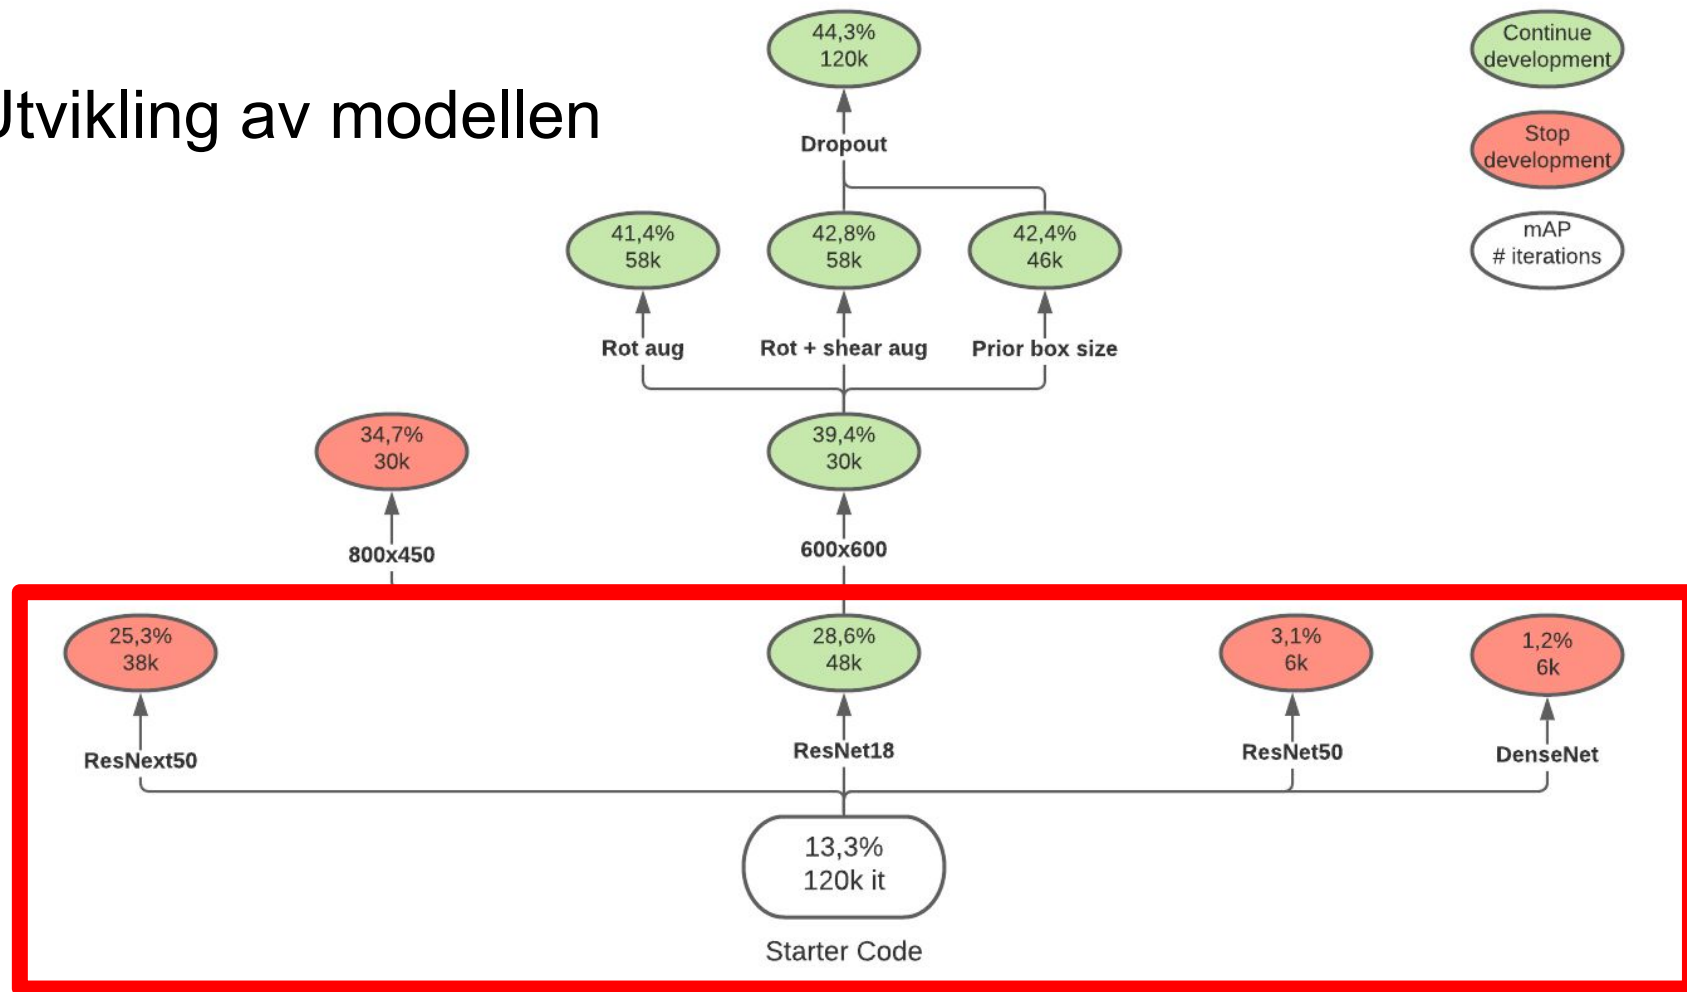 Utvikling av modellen
44,3%
120k
Continue
development
Stop
development
mAP
# iterations
Dropout
41,4%
58k
42,8%
58k
42,4%
46k
Rot aug
Rot + shear aug
Prior box size
34,7%
30k
39,4%
30k
800x450
600x600
25,3%
38k
28,6%
48k
3,1%
6k
1,2%
6k
ResNext50
ResNet18
ResNet50
DenseNet
13,3%
120k it
Starter Code